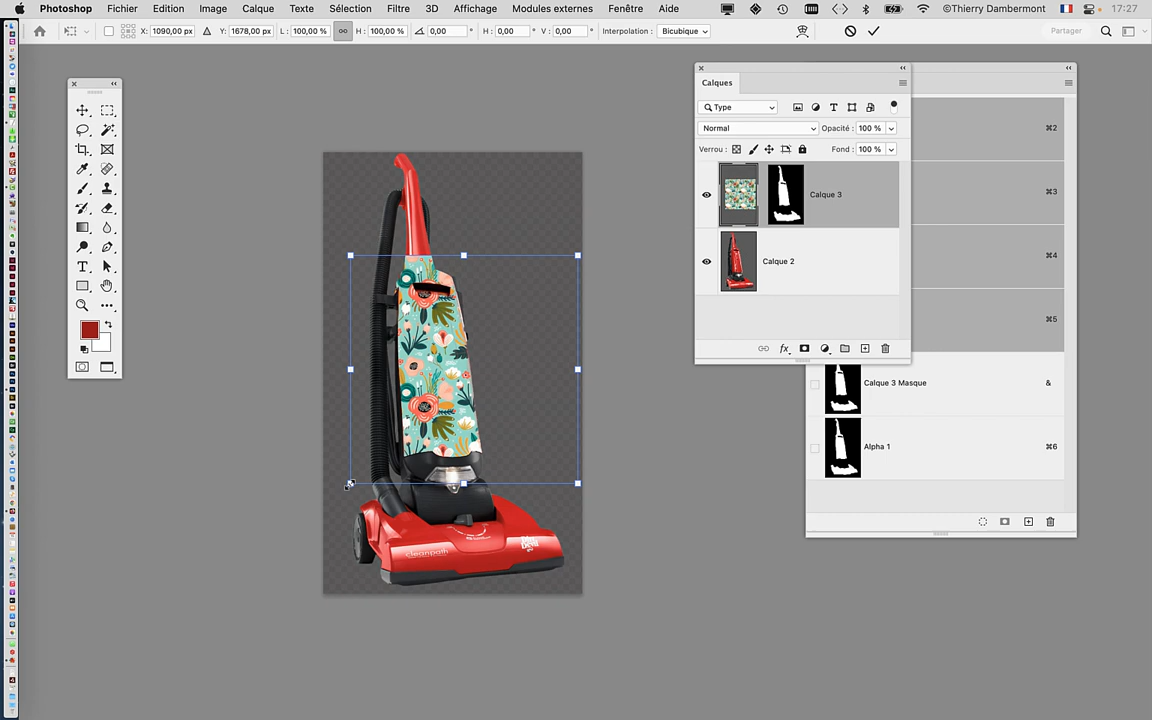 Photoshop Fichier Edition Image Calque Texte Sélection Filtre 3D Affichage Modules externes Fenêtre Aide ©Thierry Dambermont 17:27
X: 1090,00 px Y: 1678,00 px L: 100,00 % H: 100,00 % 0,00 ° H: 0,00 ° V: 0,00 ° Interpolation : Bicubique Partager
Calques
Type
Normal Opacité : 100 %
⌘2
Verrou : Fond : 100 %
Calque 3
⌘3
Calque 2
⌘4
⌘5
fx
Calque 3 Masque &
Alpha 1 ⌘6
cleanpath
Dirt Devil